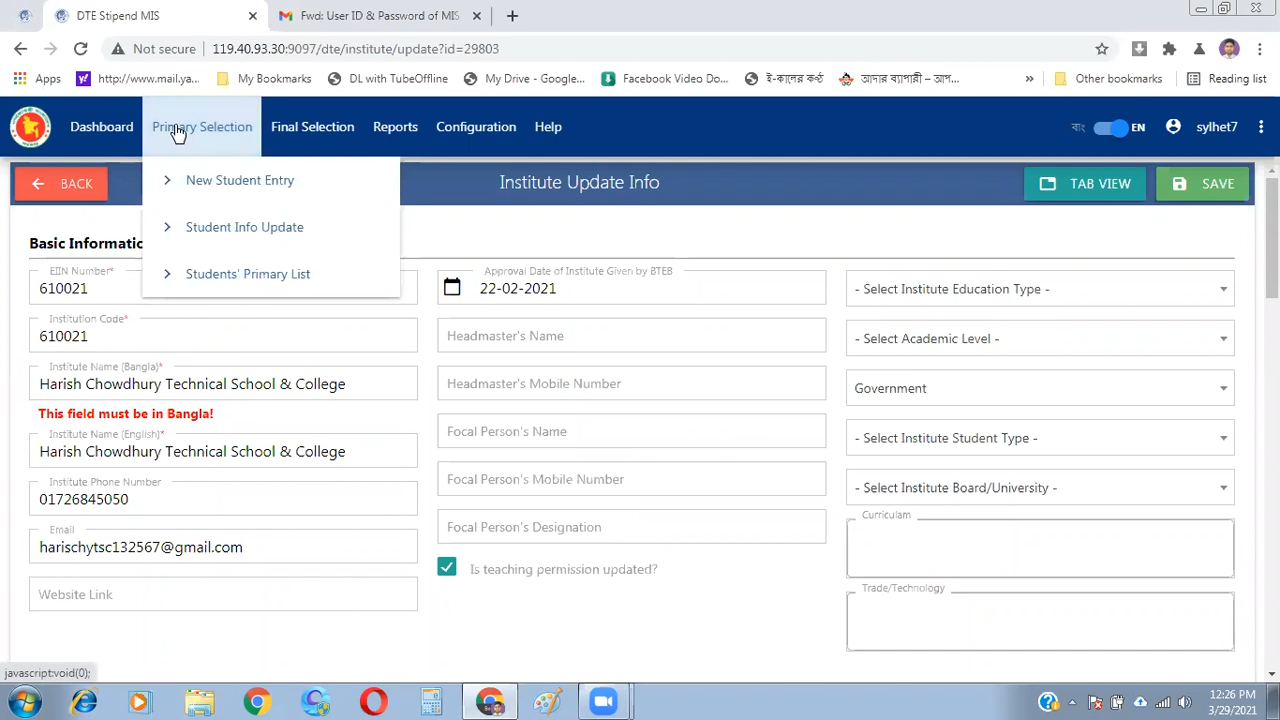 DTE Stipend MIS
Fwd: User ID & Password of MIS
Not secure 119.40.93.30:9097/dte/institute/update?id=29803
Apps http://www.mail.ya... My Bookmarks DL with TubeOffline My Drive - Google... Facebook Video Do... ই-কালের কণ্ঠ আদার ব্যাপারী – আপ... » Other bookmarks Reading list
Dashboard Primary Selection Final Selection Reports Configuration Help বাং EN sylhet7
New Student Entry
Student Info Update
Students' Primary List
BACK Institute Update Info TAB VIEW SAVE
Basic Informatio
EIIN Number*
610021
Institution Code*
610021
Institute Name (Bangla)*
Harish Chowdhury Technical School & College
This field must be in Bangla!
Institute Name (English)*
Harish Chowdhury Technical School & College
Institute Phone Number
01726845050
Email
harischytsc132567@gmail.com
Website Link
Approval Date of Institute Given by BTEB
22-02-2021
Headmaster's Name
Headmaster's Mobile Number
Focal Person's Name
Focal Person's Mobile Number
Focal Person's Designation
Is teaching permission updated?
- Select Institute Education Type -
- Select Academic Level -
Government
- Select Institute Student Type -
- Select Institute Board/University -
Curriculam
Trade/Technology
javascript:void(0);
12:26 PM
3/29/2021